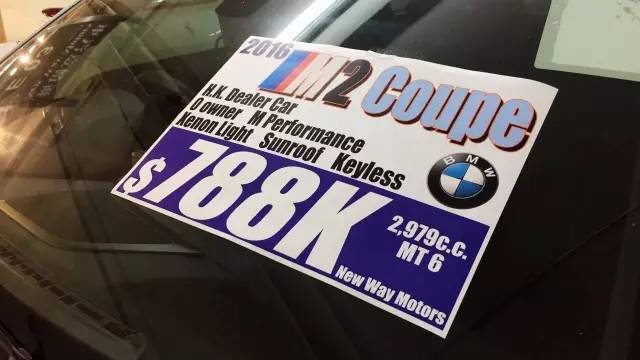 2016
M2 Coupe
H.K. Dealer Car
0 owner M Performance
Xenon Light Sunroof Keyless
BMW
$788K
2,979c.c.
MT 6
New Way Motors